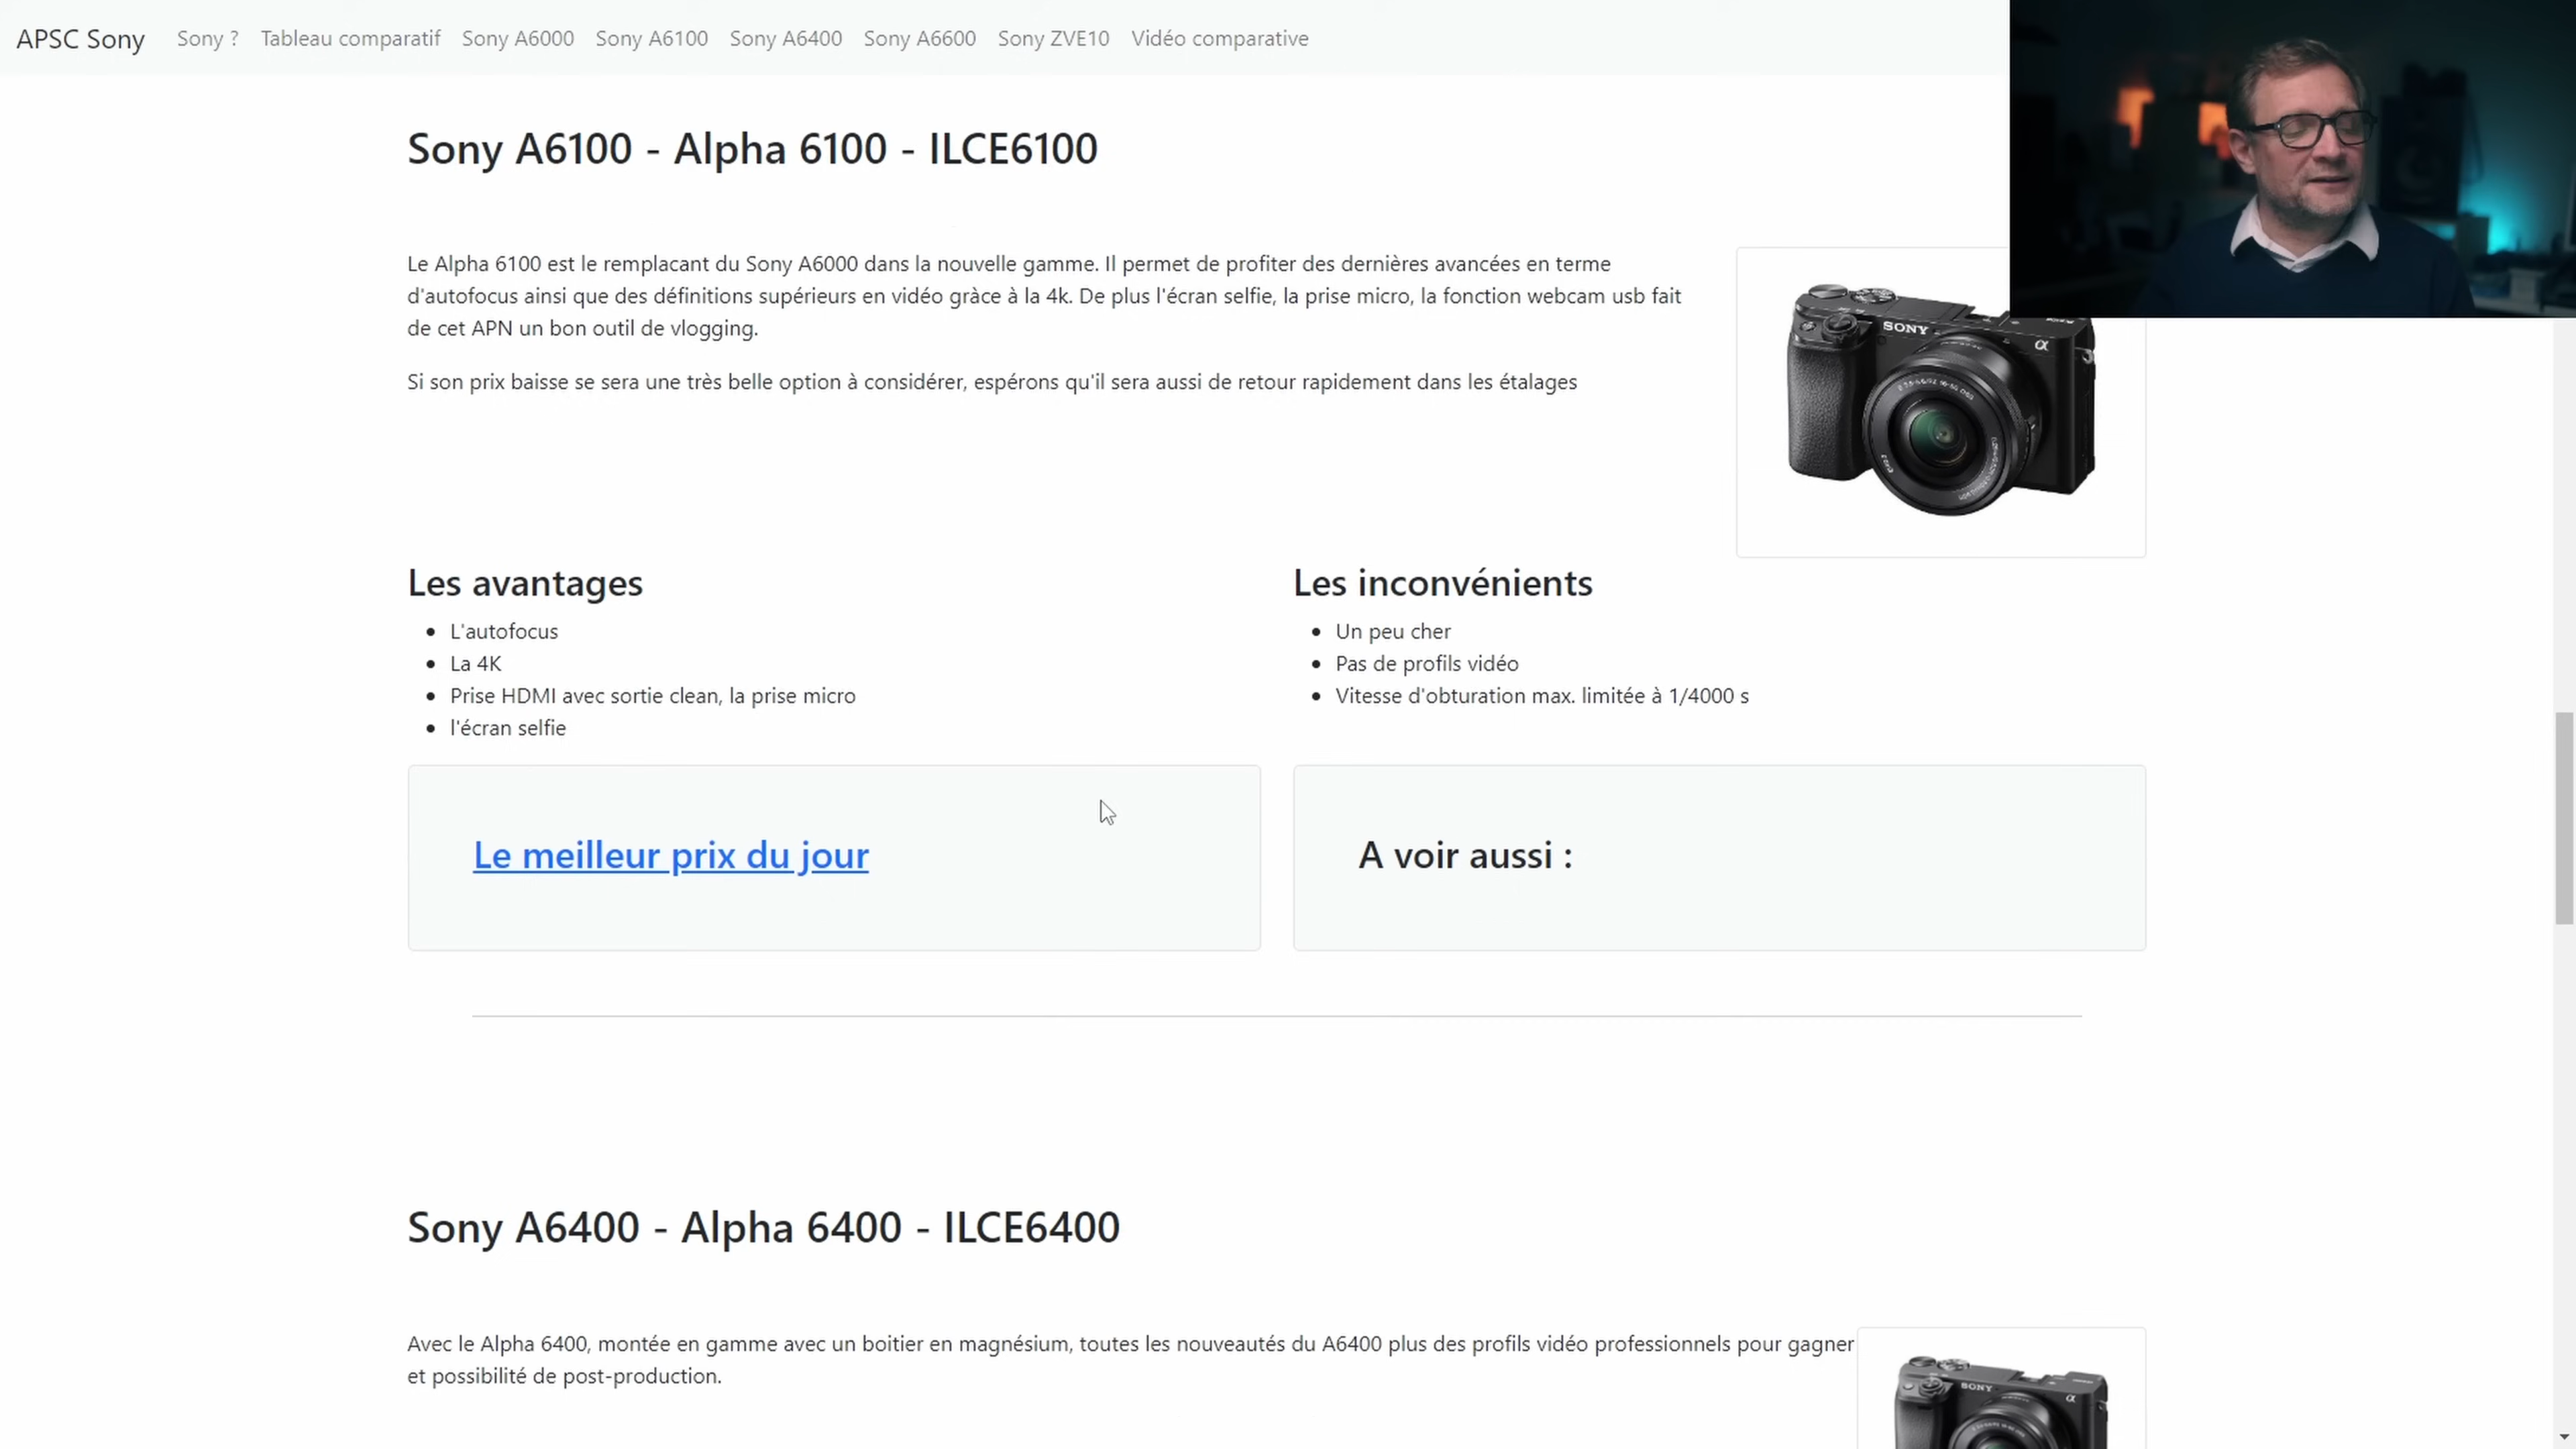 APSC Sony Sony ? Tableau comparatif Sony A6000 Sony A6100 Sony A6400 Sony A6600 Sony ZVE10 Vidéo comparative
Sony A6100 - Alpha 6100 - ILCE6100
Le Alpha 6100 est le remplacant du Sony A6000 dans la nouvelle gamme. Il permet de profiter des dernières avancées en terme
d'autofocus ainsi que des définitions supérieurs en vidéo gràce à la 4k. De plus l'écran selfie, la prise micro, la fonction webcam usb fait
de cet APN un bon outil de vlogging.
Si son prix baisse se sera une très belle option à considérer, espérons qu'il sera aussi de retour rapidement dans les étalages
SONY
α
Les avantages
L'autofocus
La 4K
Prise HDMI avec sortie clean, la prise micro
l'écran selfie
Les inconvénients
Un peu cher
Pas de profils vidéo
Vitesse d'obturation max. limitée à 1/4000 s
Le meilleur prix du jour
A voir aussi :
Sony A6400 - Alpha 6400 - ILCE6400
Avec le Alpha 6400, montée en gamme avec un boitier en magnésium, toutes les nouveautés du A6400 plus des profils vidéo professionnels pour gagner
et possibilité de post-production.
SONY
α